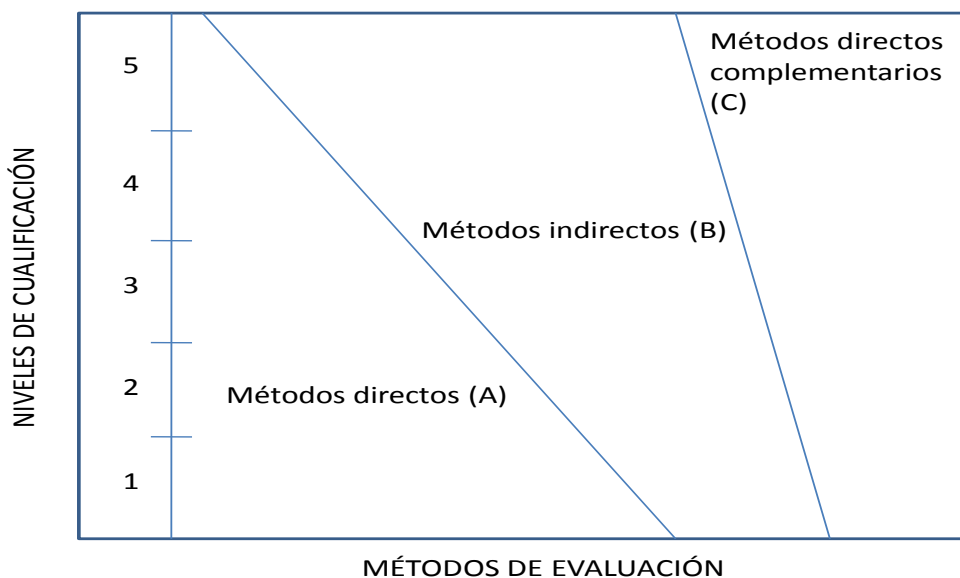 Métodos directos
complementarios
(C)
5
4
Métodos indirectos (B)
3
2
Métodos directos (A)
1
NIVELES DE CUALIFICACIÓN
MÉTODOS DE EVALUACIÓN